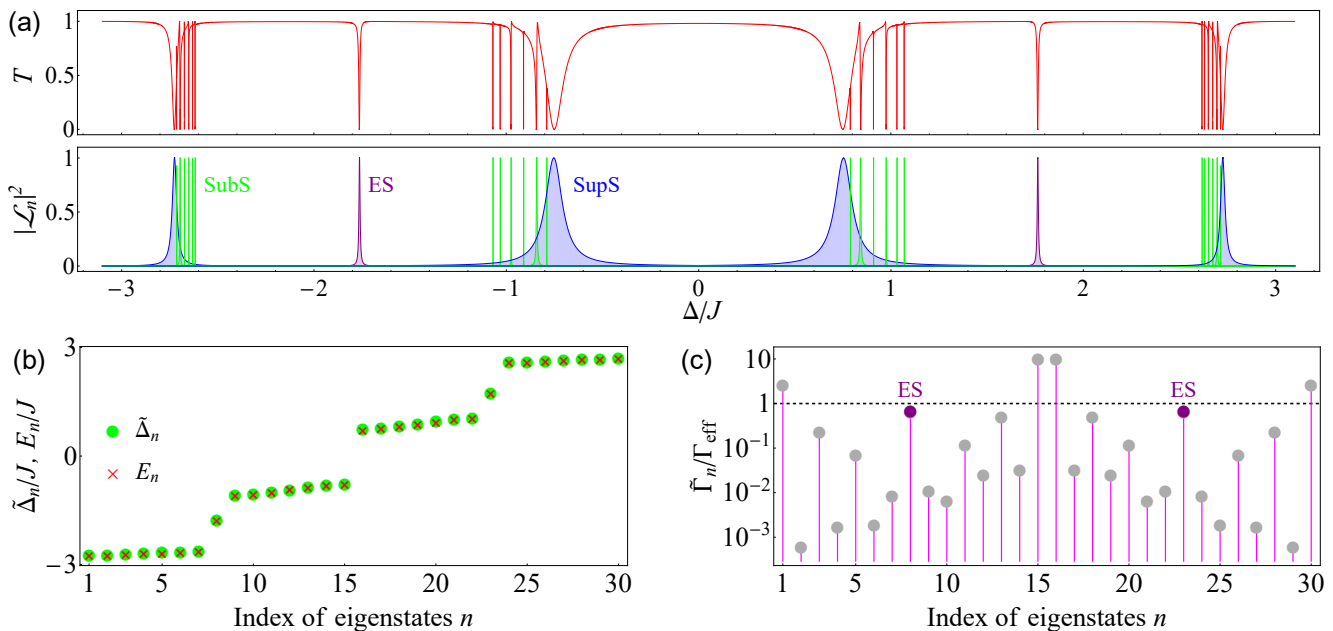 (a)
T
1
0.5
0
|ℒₙ|²
1
0.5
0
SubS
ES
SupS
−3 −2 −1 0 1 2 3
Δ/J
(b)
Δ̃ₙ/J, Eₙ/J
3
0
−3
Δ̃ₙ
Eₙ
1 5 10 15 20 25 30
Index of eigenstates n
(c)
Γ̃ₙ/Γeff
10
1
10⁻¹
10⁻²
10⁻³
ES ES
1 5 10 15 20 25 30
Index of eigenstates n